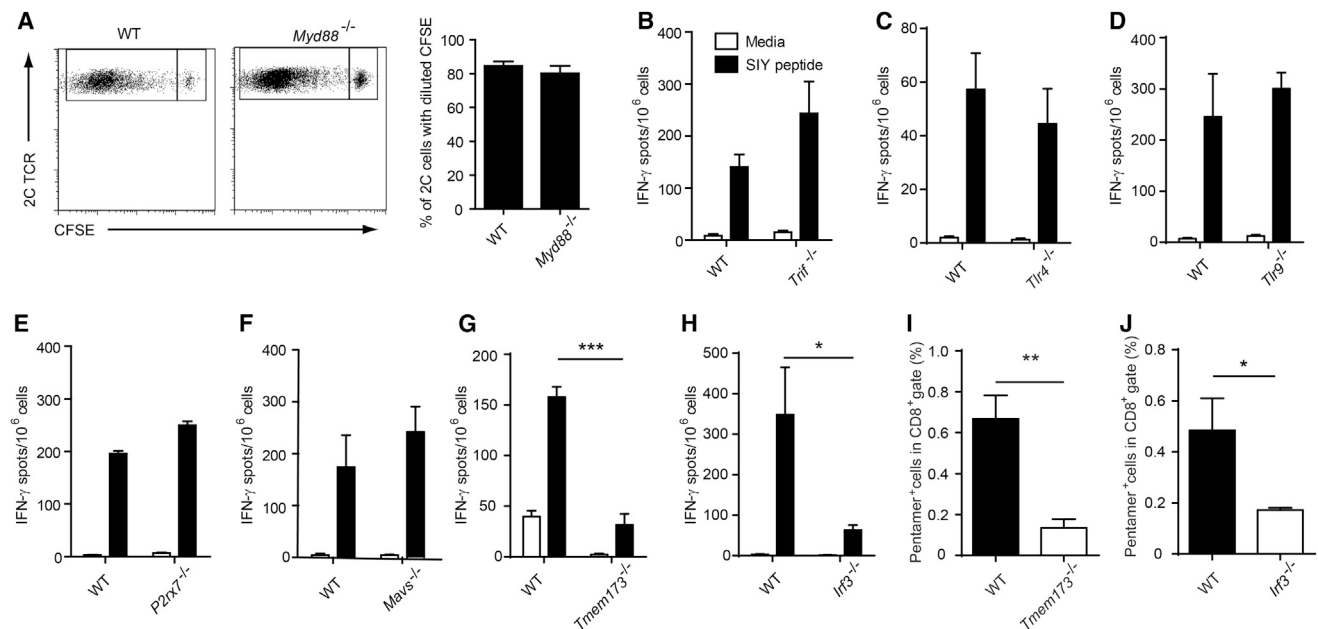 A
WT
Myd88-/-
2C TCR
CFSE
% of 2C cells with diluted CFSE
100
80
60
40
20
0
WT
Myd88-/-
B
Media
SIY peptide
IFN-γ spots/10^6 cells
400
300
200
100
0
WT
Trif-/-
C
IFN-γ spots/10^6 cells
80
60
40
20
0
WT
Tlr4-/-
D
IFN-γ spots/10^6 cells
400
300
200
100
0
WT
Tlr9-/-
E
IFN-γ spots/10^6 cells
400
300
200
100
0
WT
P2rx7-/-
F
IFN-γ spots/10^6 cells
400
300
200
100
0
WT
Mavs-/-
G
IFN-γ spots/10^6 cells
200
150
100
50
0
***
WT
Tmem173-/-
H
IFN-γ spots/10^6 cells
500
400
300
200
100
0
*
WT
Irf3-/-
I
Pentamer+cells in CD8+gate (%)
1.0
0.8
0.6
0.4
0.2
0
**
WT
Tmem173-/-
J
Pentamer+cells in CD8+gate (%)
0.8
0.6
0.4
0.2
0
*
WT
Irf3-/-